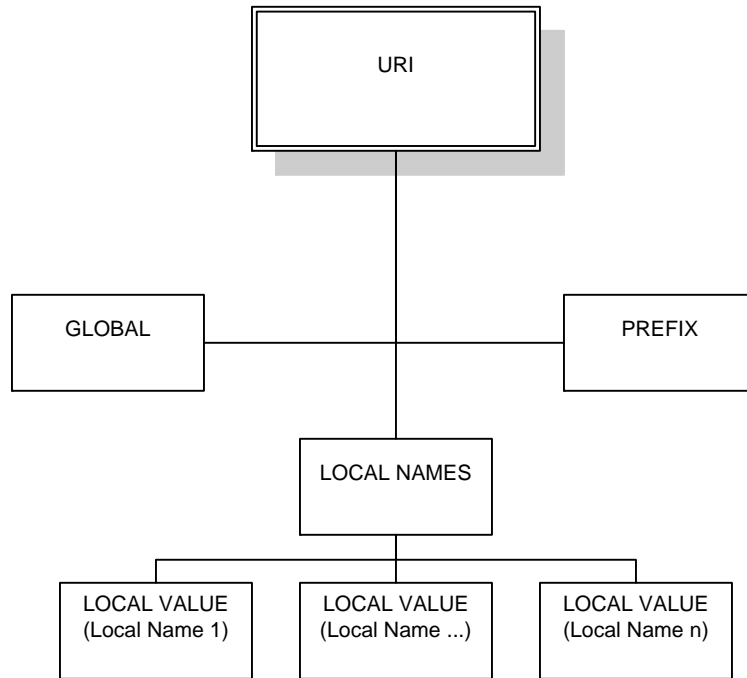 URI
GLOBAL
PREFIX
LOCAL NAMES
LOCAL VALUE
(Local Name 1)
LOCAL VALUE
(Local Name ...)
LOCAL VALUE
(Local Name n)